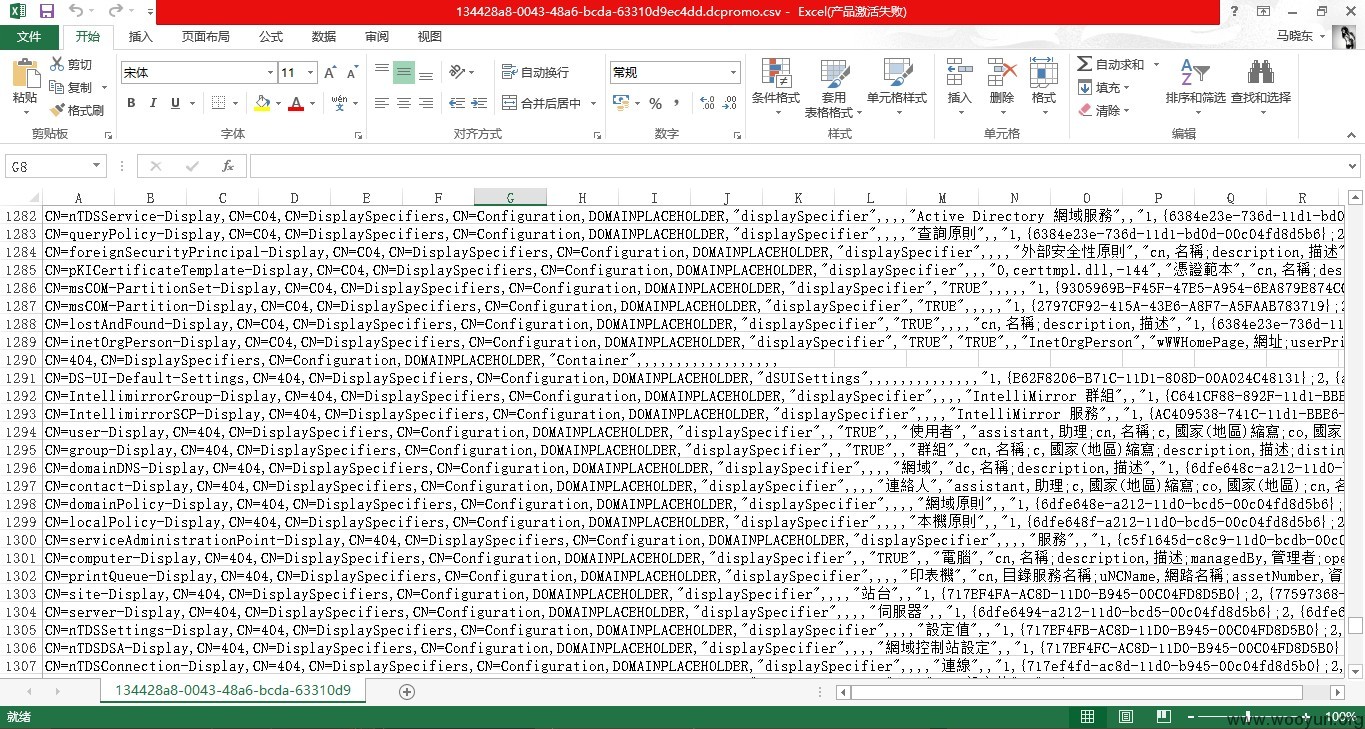 134428a8-0043-48a6-bcda-63310d9ec4dd.dcpromo.csv - Excel(产品激活失败)
文件 开始 插入 页面布局 公式 数据 审阅 视图 马晓东
粘贴 剪切 复制 格式刷 剪贴板
宋体 11 B I U wén 字体
自动换行 合并后居中 对齐方式
常规 % 数字
条件格式 套用表格格式 单元格样式 样式
插入 删除 格式 单元格
自动求和 填充 清除 排序和筛选 查找和选择 编辑
G8 fx
A B C D E F G H I J K L M N O P Q R
1282 CN=nTDSService-Display,CN=C04,CN=DisplaySpecifiers,CN=Configuration,DOMAINPLACEHOLDER,"displaySpecifier",,,,"Active Directory 網域服務",,"1,{6384e23e-736d-11d1-bd0
1283 CN=queryPolicy-Display,CN=C04,CN=DisplaySpecifiers,CN=Configuration,DOMAINPLACEHOLDER,"displaySpecifier",,,,"查詢原則",,"1,{6384e23e-736d-11d1-bd0d-00c04fd8d5b6};2
1284 CN=foreignSecurityPrincipal-Display,CN=C04,CN=DisplaySpecifiers,CN=Configuration,DOMAINPLACEHOLDER,"displaySpecifier",,,,"外部安全性原則","cn,名稱;description,描述"
1285 CN=pKICertificateTemplate-Display,CN=C04,CN=DisplaySpecifiers,CN=Configuration,DOMAINPLACEHOLDER,"displaySpecifier",,,"0,certtmpl.dll,-144","憑證範本","cn,名稱;des
1286 CN=msCOM-PartitionSet-Display,CN=C04,CN=DisplaySpecifiers,CN=Configuration,DOMAINPLACEHOLDER,"displaySpecifier","TRUE",,,,,"1,{9305969B-F45F-47E5-A954-6EA879E874CC
1287 CN=msCOM-Partition-Display,CN=C04,CN=DisplaySpecifiers,CN=Configuration,DOMAINPLACEHOLDER,"displaySpecifier","TRUE",,,,,"1,{2797CF92-415A-43E6-A8F7-A5FAAB783719};2
1288 CN=lostAndFound-Display,CN=C04,CN=DisplaySpecifiers,CN=Configuration,DOMAINPLACEHOLDER,"displaySpecifier","TRUE",,,,"cn,名稱;description,描述","1,{6384e23e-736d-11
1289 CN=inetOrgPerson-Display,CN=C04,CN=DisplaySpecifiers,CN=Configuration,DOMAINPLACEHOLDER,"displaySpecifier","TRUE","TRUE",,"InetOrgPerson","wWWHomePage,網址;userPri
1290 CN=404,CN=DisplaySpecifiers,CN=Configuration,DOMAINPLACEHOLDER,"Container",,,,,,,,,,,,,,,,,,
1291 CN=DS-UI-Default-Settings,CN=404,CN=DisplaySpecifiers,CN=Configuration,DOMAINPLACEHOLDER,"dSUISettings",,,,,,,,,,,,,,"1,{E62F8206-B71C-11D1-808D-00A024C48131};2,{a
1292 CN=IntellimirrorGroup-Display,CN=404,CN=DisplaySpecifiers,CN=Configuration,DOMAINPLACEHOLDER,"displaySpecifier",,,,"IntelliMirror 群組",,"1,{C641CF88-892F-11d1-BBE
1293 CN=IntellimirrorSCP-Display,CN=404,CN=DisplaySpecifiers,CN=Configuration,DOMAINPLACEHOLDER,"displaySpecifier",,,,"IntelliMirror 服務",,"1,{AC409538-741C-11d1-BBE6-
1294 CN=user-Display,CN=404,CN=DisplaySpecifiers,CN=Configuration,DOMAINPLACEHOLDER,"displaySpecifier",,"TRUE",,"使用者","assistant,助理;cn,名稱;c,國家(地區)縮寫;co,國家
1295 CN=group-Display,CN=404,CN=DisplaySpecifiers,CN=Configuration,DOMAINPLACEHOLDER,"displaySpecifier",,"TRUE",,"群組","cn,名稱;c,國家(地區)縮寫;description,描述;distin
1296 CN=domainDNS-Display,CN=404,CN=DisplaySpecifiers,CN=Configuration,DOMAINPLACEHOLDER,"displaySpecifier",,,,"網域","dc,名稱;description,描述","1,{6dfe648c-a212-11d0-
1297 CN=contact-Display,CN=404,CN=DisplaySpecifiers,CN=Configuration,DOMAINPLACEHOLDER,"displaySpecifier",,,,"連絡人","assistant,助理;c,國家(地區)縮寫;co,國家(地區);cn,名
1298 CN=domainPolicy-Display,CN=404,CN=DisplaySpecifiers,CN=Configuration,DOMAINPLACEHOLDER,"displaySpecifier",,,,"網域原則",,"1,{6dfe648e-a212-11d0-bcd5-00c04fd8d5b6};
1299 CN=localPolicy-Display,CN=404,CN=DisplaySpecifiers,CN=Configuration,DOMAINPLACEHOLDER,"displaySpecifier",,,,"本機原則",,"1,{6dfe648f-a212-11d0-bcd5-00c04fd8d5b6};2
1300 CN=serviceAdministrationPoint-Display,CN=404,CN=DisplaySpecifiers,CN=Configuration,DOMAINPLACEHOLDER,"displaySpecifier",,,,"服務",,"1,{c5f1645d-c8c9-11d0-bcdb-00c0
1301 CN=computer-Display,CN=404,CN=DisplaySpecifiers,CN=Configuration,DOMAINPLACEHOLDER,"displaySpecifier",,"TRUE",,"電腦","cn,名稱;description,描述;managedBy,管理者;ope
1302 CN=printQueue-Display,CN=404,CN=DisplaySpecifiers,CN=Configuration,DOMAINPLACEHOLDER,"displaySpecifier",,,,"印表機","cn,目錄服務名稱;uNCName,網路名稱;assetNumber,資
1303 CN=site-Display,CN=404,CN=DisplaySpecifiers,CN=Configuration,DOMAINPLACEHOLDER,"displaySpecifier",,,,"站台",,"1,{717BF4FA-AC8D-11D0-B945-00C04FD8D5B0};2,{77597368-
1304 CN=server-Display,CN=404,CN=DisplaySpecifiers,CN=Configuration,DOMAINPLACEHOLDER,"displaySpecifier",,,,"伺服器",,"1,{6dfe6494-a212-11d0-bcd5-00c04fd8d5b6};2,{6dfe6
1305 CN=nTDSSettings-Display,CN=404,CN=DisplaySpecifiers,CN=Configuration,DOMAINPLACEHOLDER,"displaySpecifier",,,,"設定值",,"1,{717BF4FB-AC8D-11D0-B945-00C04FD8D5B0};2,
1306 CN=nTDSDSA-Display,CN=404,CN=DisplaySpecifiers,CN=Configuration,DOMAINPLACEHOLDER,"displaySpecifier",,,,"網域控制站設定",,"1,{717BF4FC-AC8D-11D0-B945-00C04FD8D5B0}
1307 CN=nTDSConnection-Display,CN=404,CN=DisplaySpecifiers,CN=Configuration,DOMAINPLACEHOLDER,"displaySpecifier",,,,"連線",,"1,{717ef4fd-ac8d-11d0-b945-00c04fd8d5b0};2,
134428a8-0043-48a6-bcda-63310d9
就绪 100%
www.wooyun.org